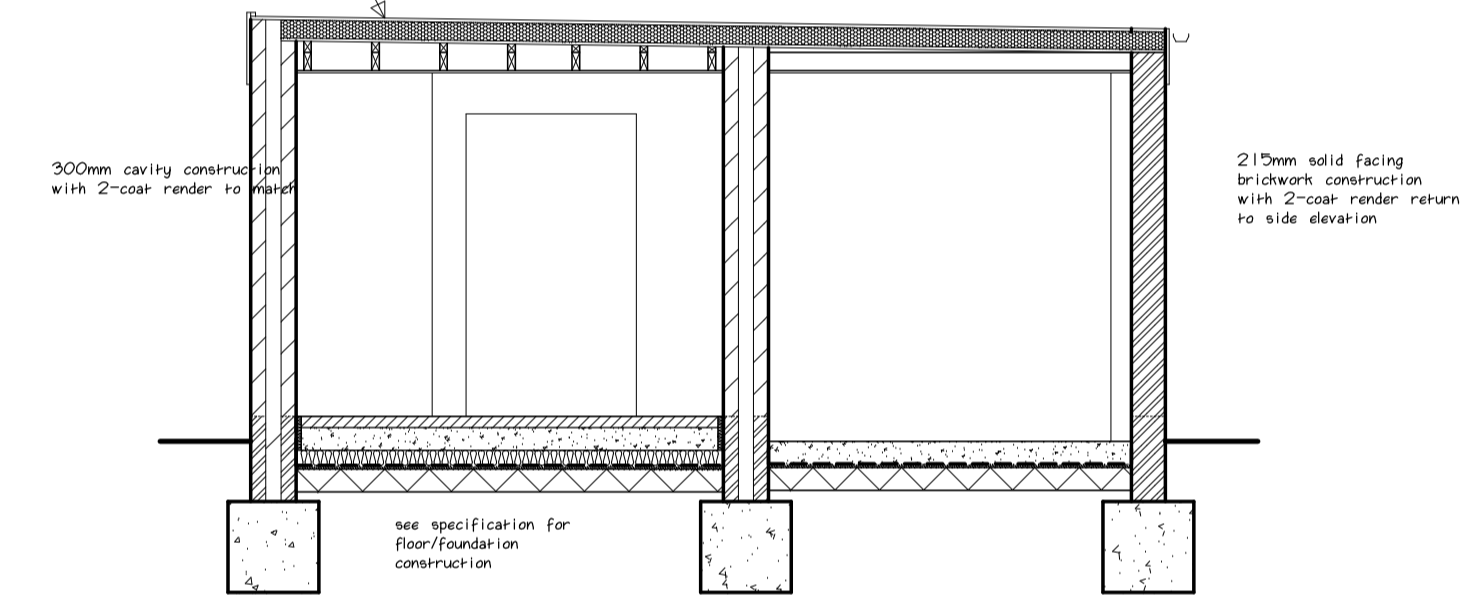 300mm cavity construction
with 2-coat render to match
215mm solid facing
brickwork construction
with 2-coat render return
to side elevation
see specification for
floor/foundation
construction